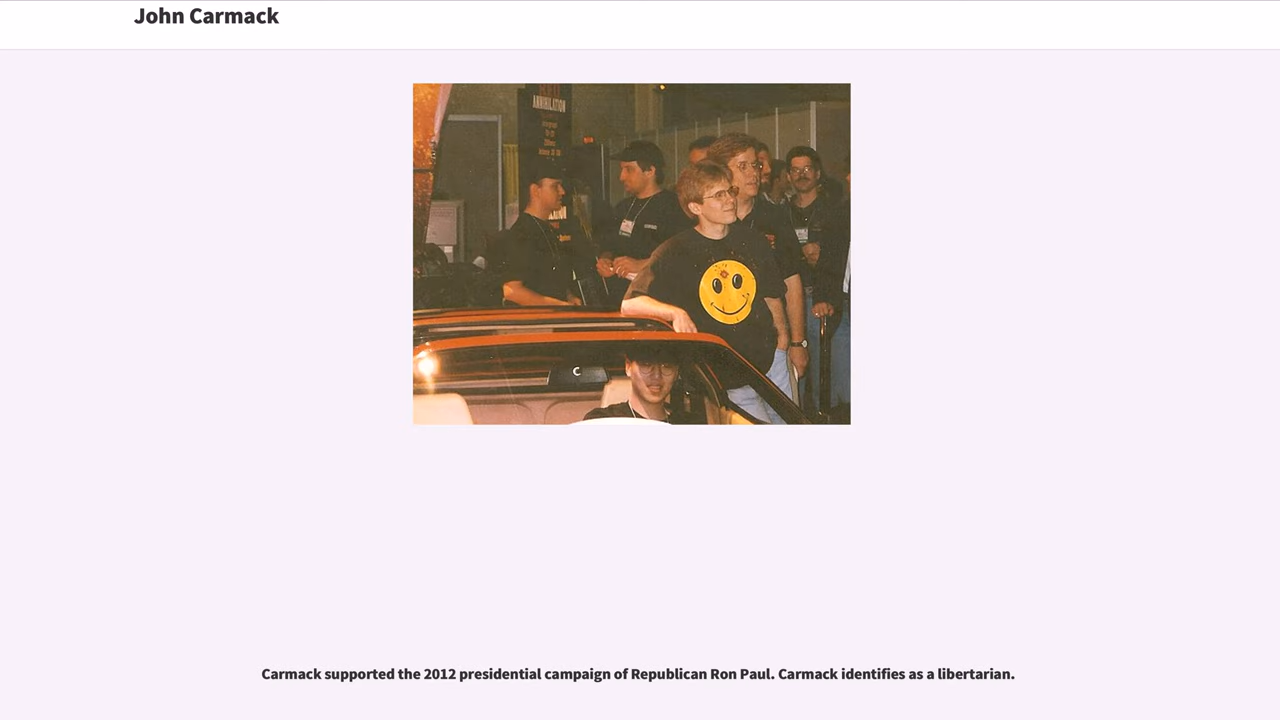 John Carmack
ANNIHILATION
C
Carmack supported the 2012 presidential campaign of Republican Ron Paul. Carmack identifies as a libertarian.